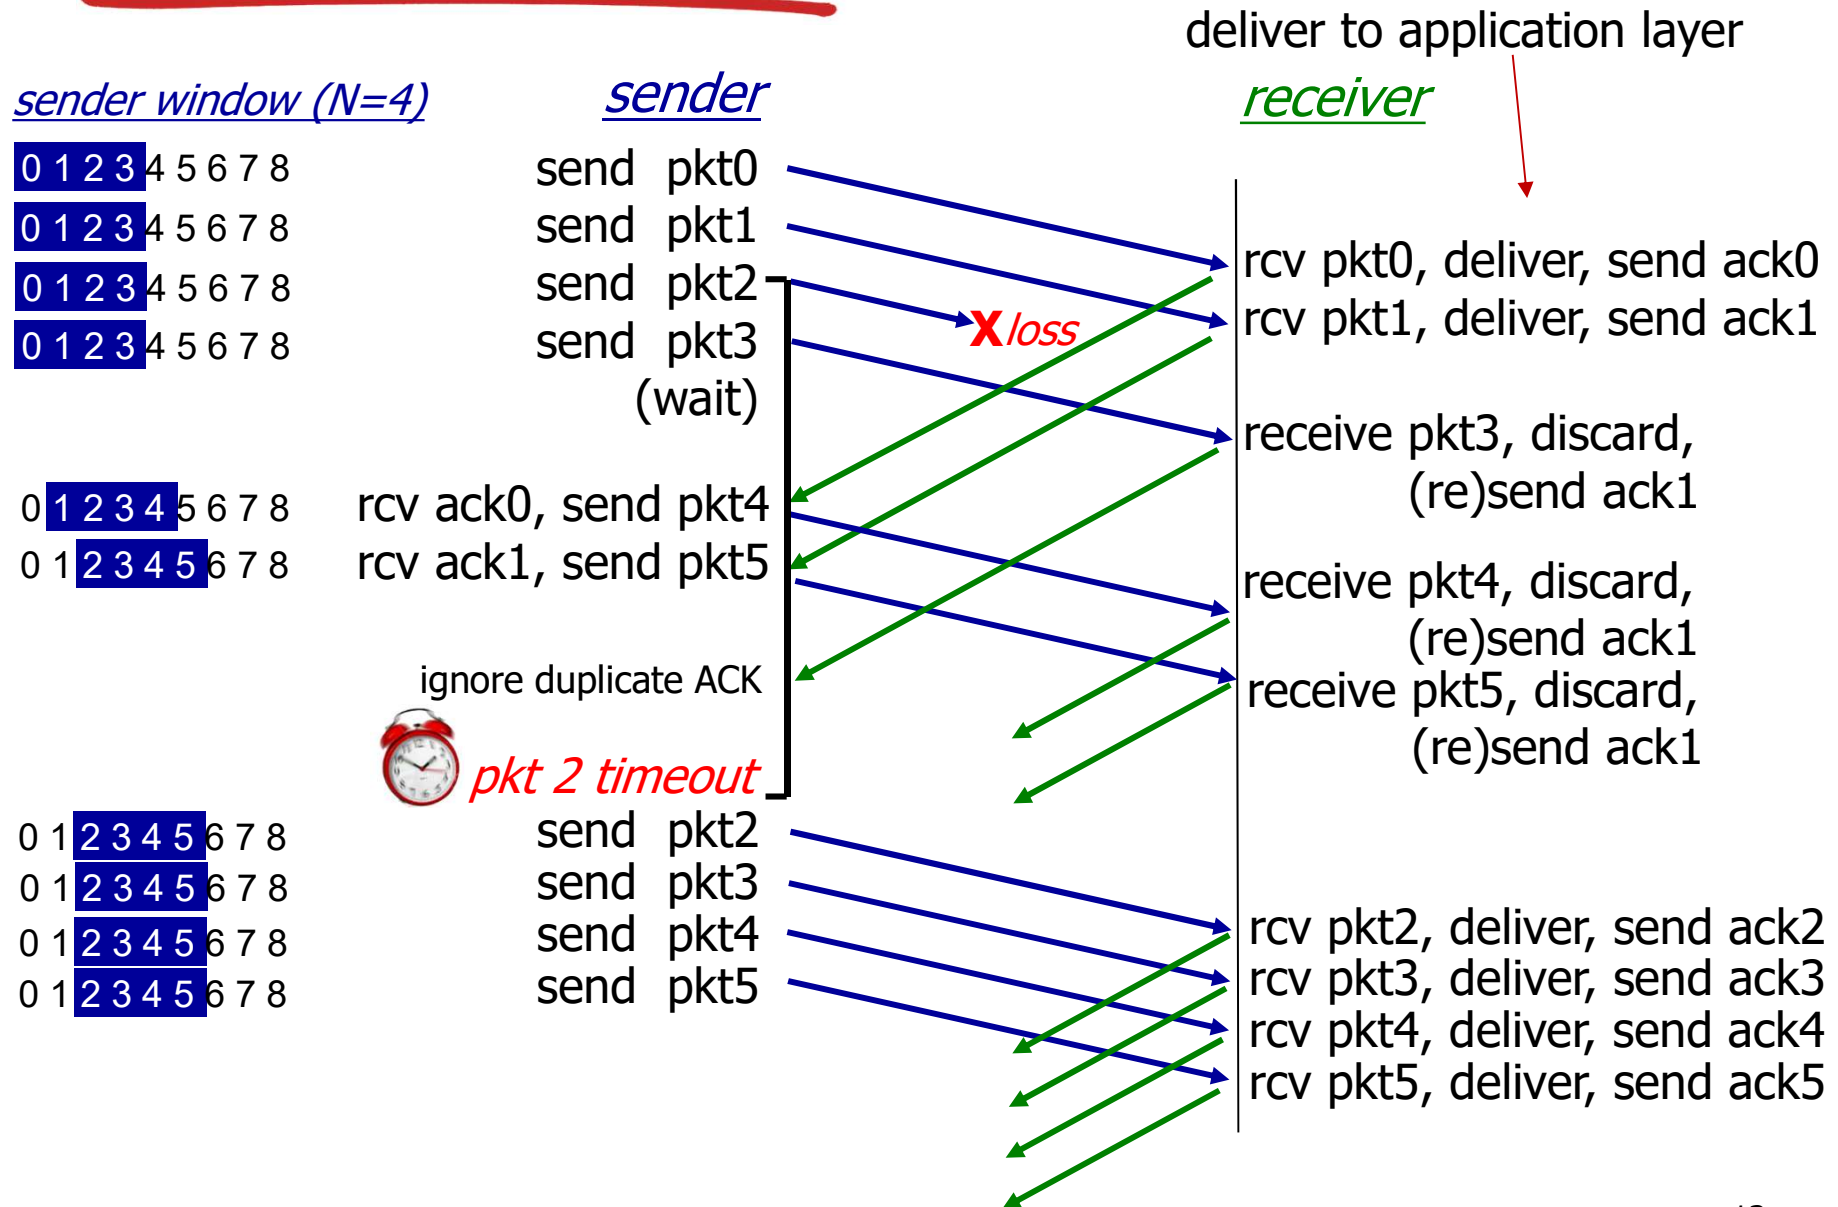 deliver to application layer
sender window (N=4)
sender
receiver
0 1 2 3 4 5 6 7 8
send pkt0
0 1 2 3 4 5 6 7 8
send pkt1
0 1 2 3 4 5 6 7 8
send pkt2
0 1 2 3 4 5 6 7 8
send pkt3
(wait)
X loss
rcv pkt0, deliver, send ack0
rcv pkt1, deliver, send ack1
receive pkt3, discard,
(re)send ack1
0 1 2 3 4 5 6 7 8
rcv ack0, send pkt4
0 1 2 3 4 5 6 7 8
rcv ack1, send pkt5
receive pkt4, discard,
(re)send ack1
receive pkt5, discard,
(re)send ack1
ignore duplicate ACK
pkt 2 timeout
0 1 2 3 4 5 6 7 8
send pkt2
0 1 2 3 4 5 6 7 8
send pkt3
0 1 2 3 4 5 6 7 8
send pkt4
0 1 2 3 4 5 6 7 8
send pkt5
rcv pkt2, deliver, send ack2
rcv pkt3, deliver, send ack3
rcv pkt4, deliver, send ack4
rcv pkt5, deliver, send ack5